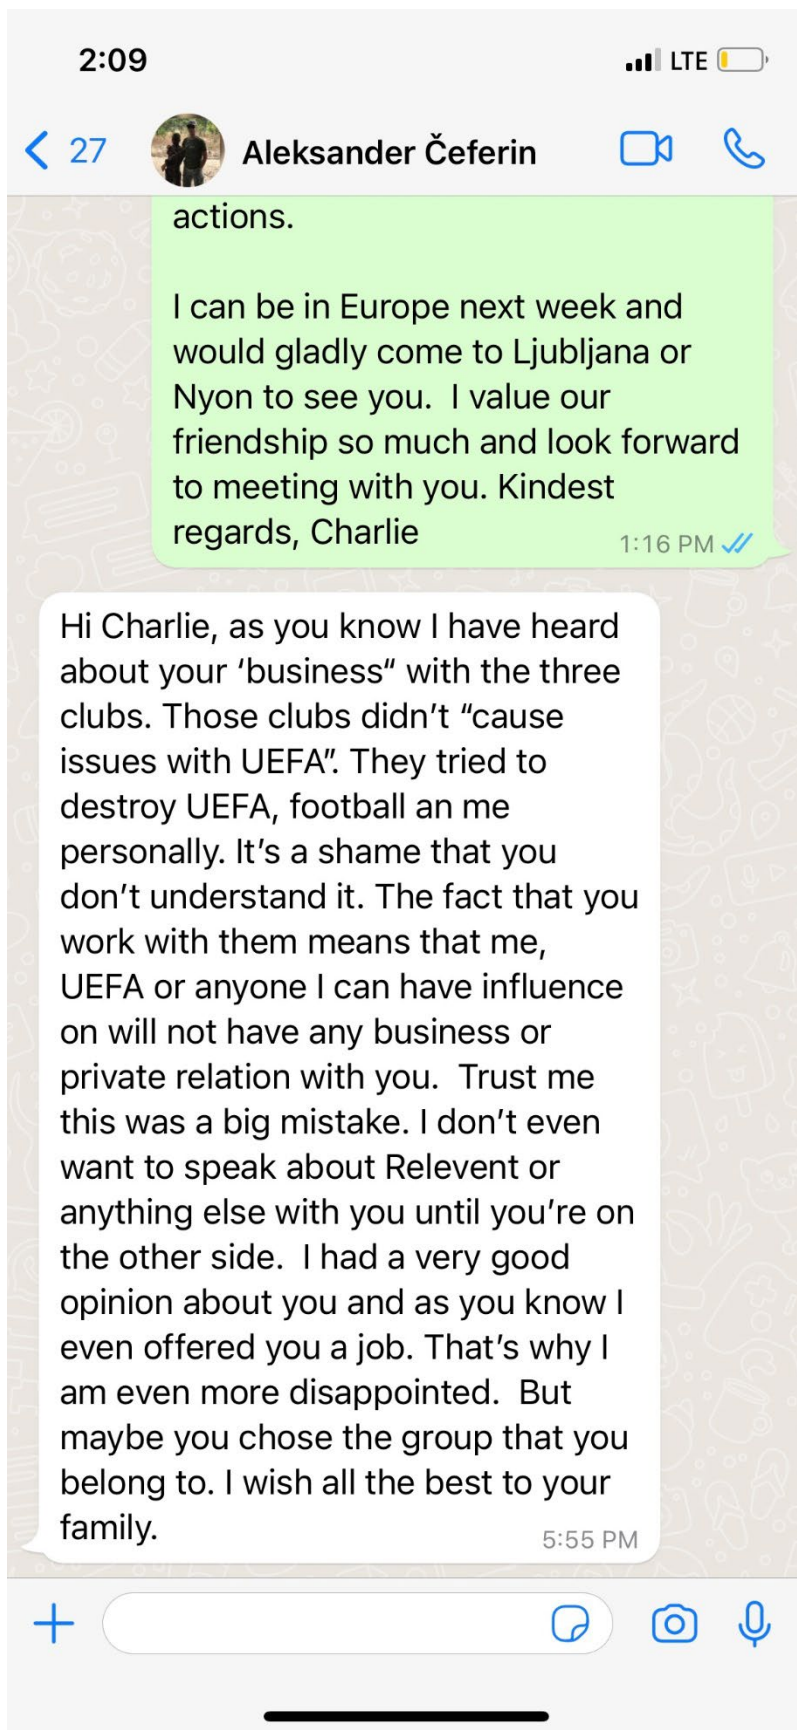 2:09
LTE
27
Aleksander Čeferin
actions.
I can be in Europe next week and
would gladly come to Ljubljana or
Nyon to see you.  I value our
friendship so much and look forward
to meeting with you. Kindest
regards, Charlie
1:16 PM
Hi Charlie, as you know I have heard
about your ‘business“ with the three
clubs. Those clubs didn’t “cause
issues with UEFA”. They tried to
destroy UEFA, football an me
personally. It’s a shame that you
don’t understand it. The fact that you
work with them means that me,
UEFA or anyone I can have influence
on will not have any business or
private relation with you.  Trust me
this was a big mistake. I don’t even
want to speak about Relevent or
anything else with you until you’re on
the other side.  I had a very good
opinion about you and as you know I
even offered you a job. That’s why I
am even more disappointed.  But
maybe you chose the group that you
belong to. I wish all the best to your
family.
5:55 PM